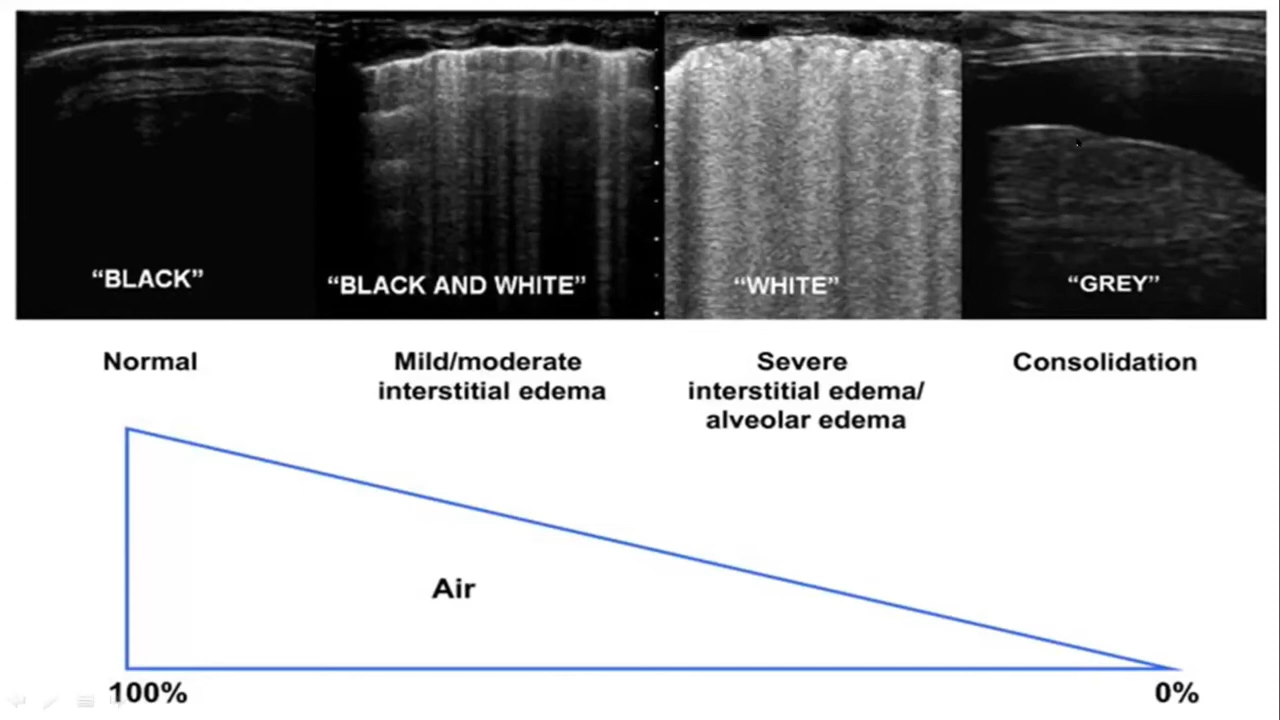 “BLACK”
“BLACK AND WHITE”
“WHITE”
“GREY”
Normal
Mild/moderate
interstitial edema
Severe
interstitial edema/
alveolar edema
Consolidation
Air
100%
0%